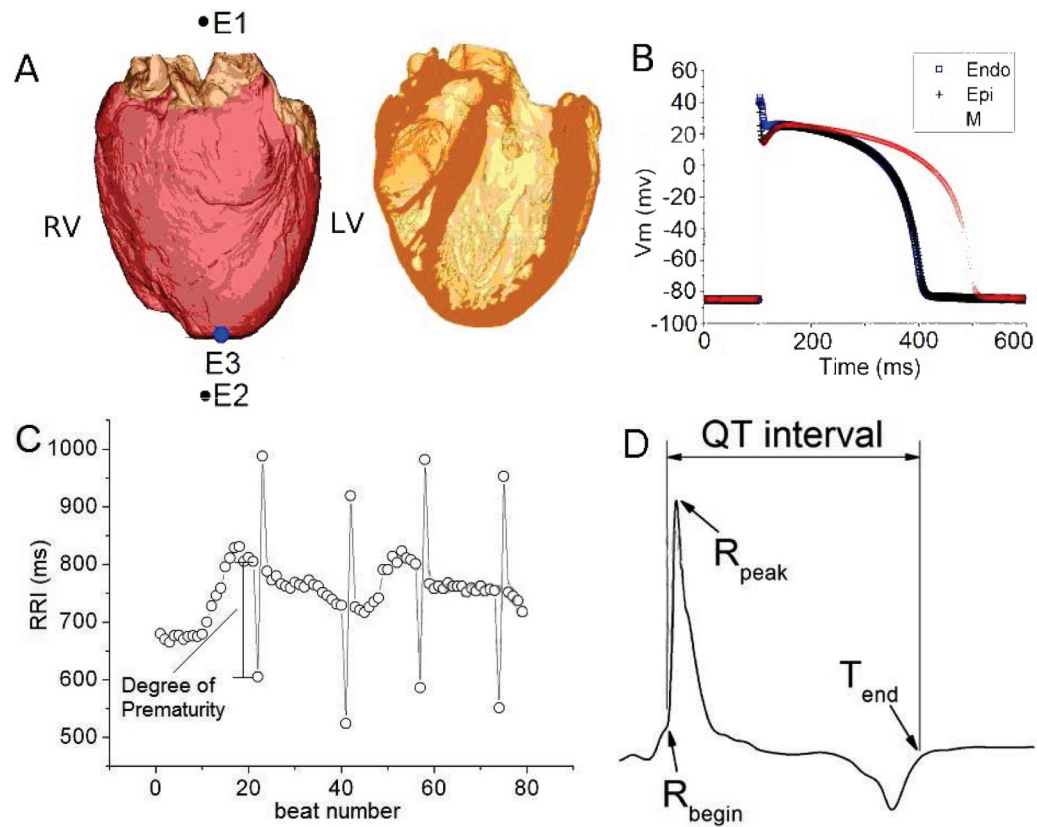 A
E1
RV
LV
E3
E2
B
Vm (mv)
60
40
20
0
-20
-40
-60
-80
-100
Endo
Epi
M
0
200
400
600
Time (ms)
C
RRI (ms)
1000
900
800
700
600
500
Degree of
Prematurity
0
20
40
60
80
beat number
D
QT interval
R peak
T end
R begin